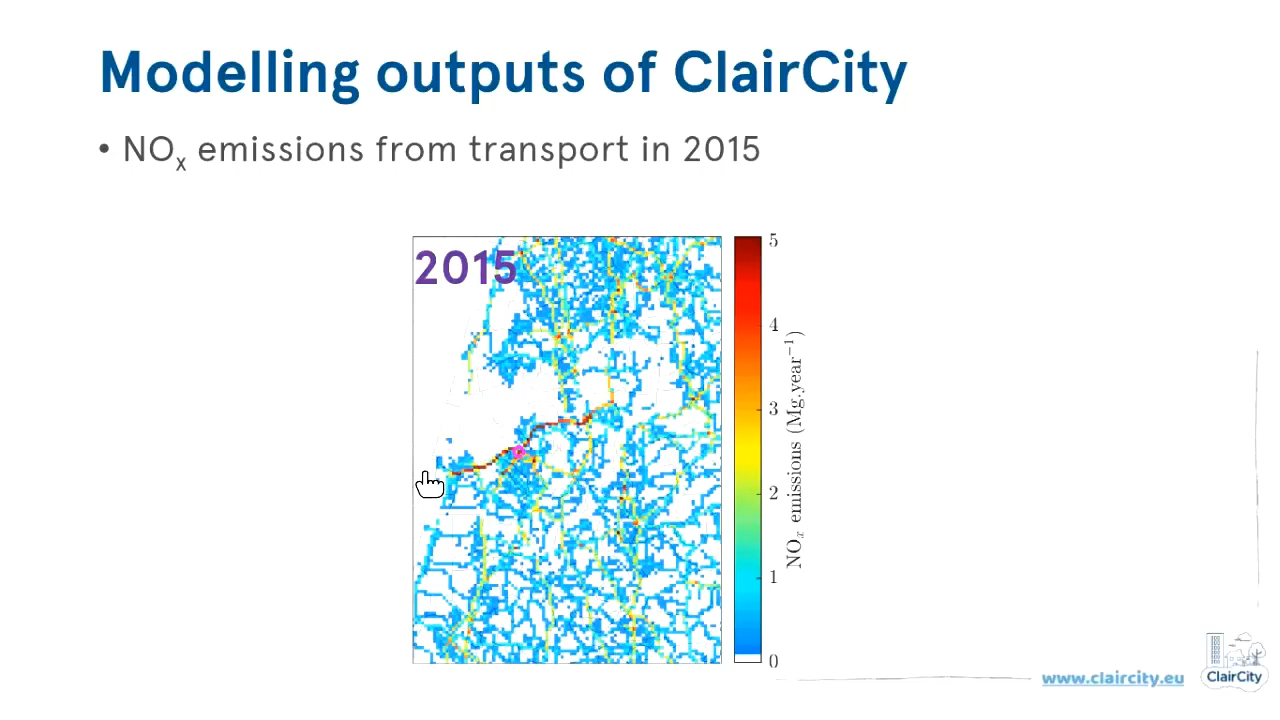 Modelling outputs of ClairCity
• NOx emissions from transport in 2015
2015
5
4
3
2
1
0
NOx emissions (Mg.year−1)
www.claircity.eu
ClairCity